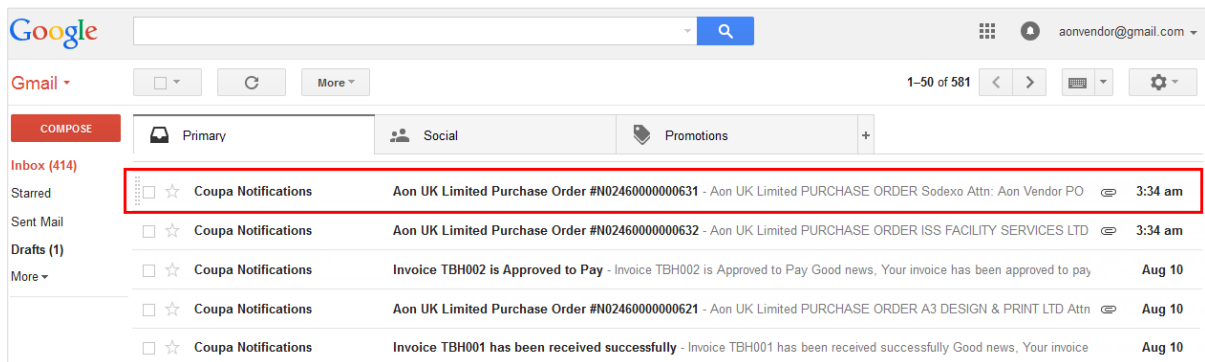 Google
aonvendor@gmail.com
Gmail
More
1–50 of 581
COMPOSE
Primary
Social
Promotions
+
Inbox (414)
Starred
Sent Mail
Drafts (1)
More
Coupa Notifications Aon UK Limited Purchase Order #N02460000000631 - Aon UK Limited PURCHASE ORDER Sodexo Attn: Aon Vendor PO 3:34 am
Coupa Notifications Aon UK Limited Purchase Order #N02460000000632 - Aon UK Limited PURCHASE ORDER ISS FACILITY SERVICES LTD 3:34 am
Coupa Notifications Invoice TBH002 is Approved to Pay - Invoice TBH002 is Approved to Pay Good news, Your invoice has been approved to pay Aug 10
Coupa Notifications Aon UK Limited Purchase Order #N02460000000621 - Aon UK Limited PURCHASE ORDER A3 DESIGN & PRINT LTD Attn Aug 10
Coupa Notifications Invoice TBH001 has been received successfully - Invoice TBH001 has been received successfully Good news, Your invoice Aug 10